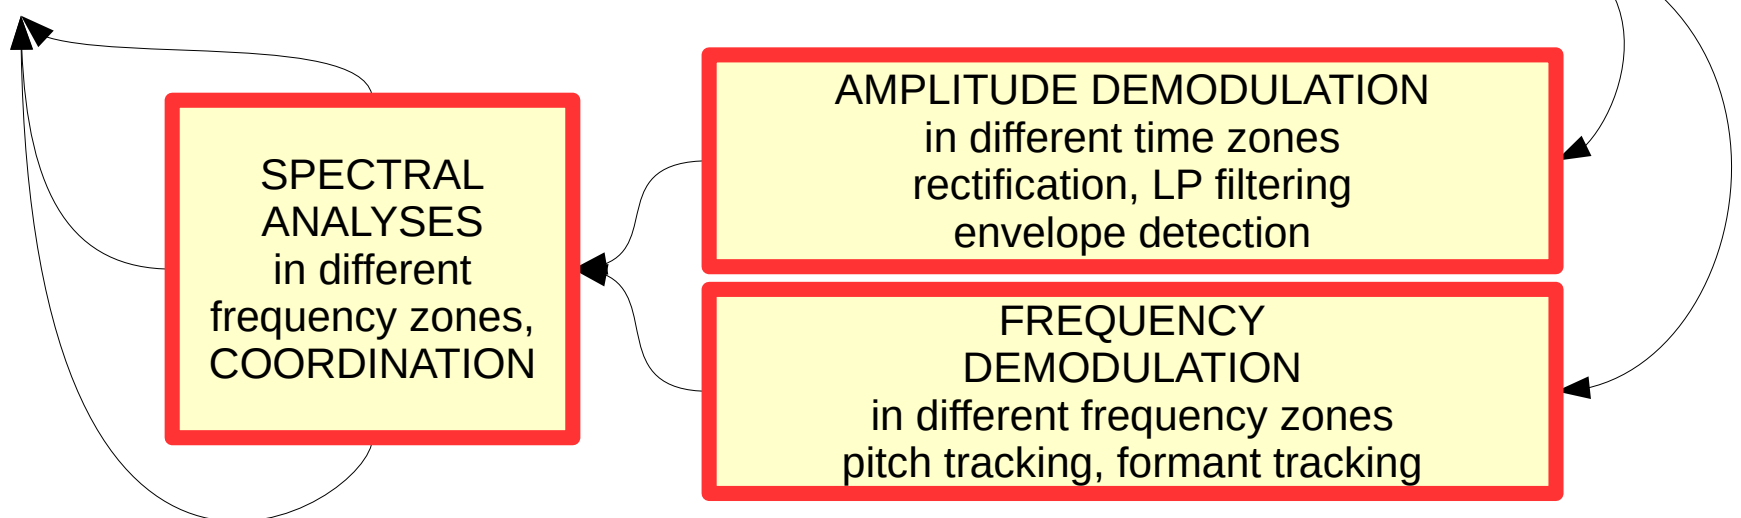 SPECTRAL
ANALYSES
in different
frequency zones,
COORDINATION
AMPLITUDE DEMODULATION
in different time zones
rectification, LP filtering
envelope detection
FREQUENCY
DEMODULATION
in different frequency zones
pitch tracking, formant tracking